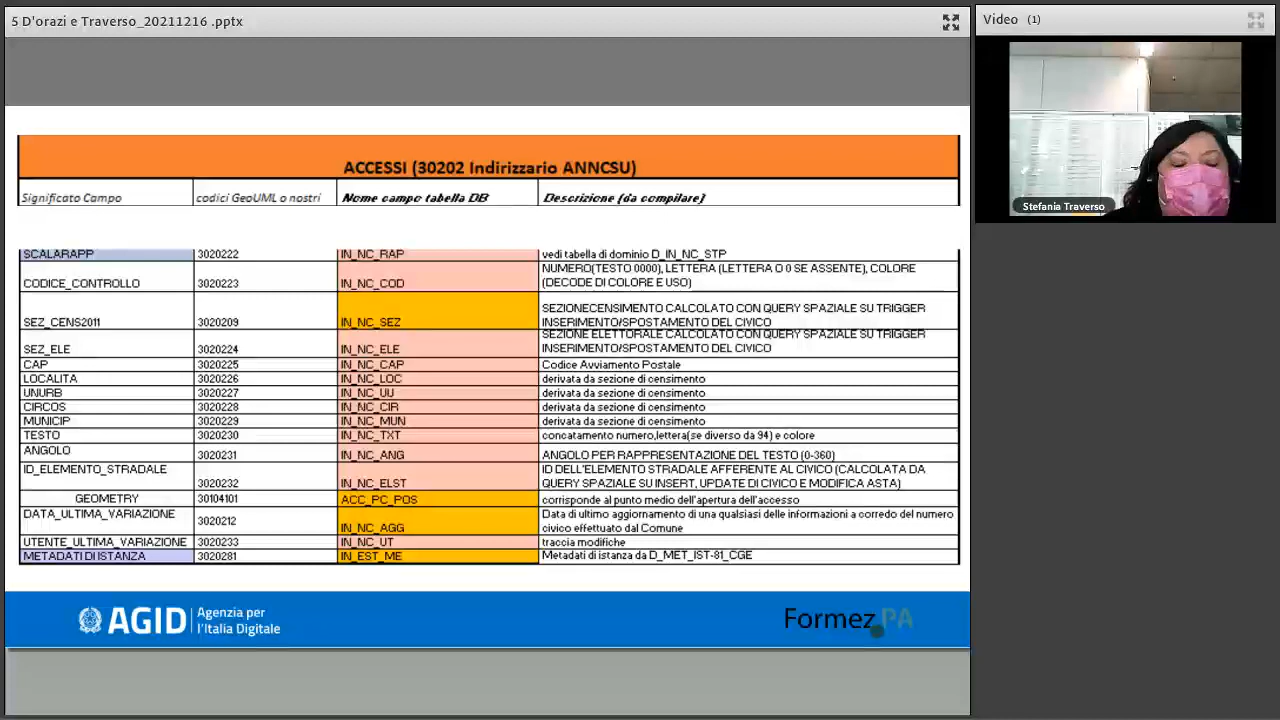 5 D'orazi e Traverso_20211216 .pptx
Video (1)
Stefania Traverso
ACCESSI (30202 Indirizzario ANNCSU)
Significato Campo codici GeoUML o nostri Nome campo tabella DB Descrizione (da compilare)
SCALARAPP 3020222 IN_NC_RAP vedi tabella di dominio D_IN_NC_STP
NUMERO(TESTO 0000), LETTERA (LETTERA O 0 SE ASSENTE), COLORE
CODICE_CONTROLLO 3020223 IN_NC_COD (DECODE DI COLORE E USO)
SEZIONECENSIMENTO CALCOLATO CON QUERY SPAZIALE SU TRIGGER
SEZ_CENS2011 3020209 IN_NC_SEZ INSERIMENTO/SPOSTAMENTO DEL CIVICO
SEZIONE ELETTORALE CALCOLATO CON QUERY SPAZIALE SU TRIGGER
SEZ_ELE 3020224 IN_NC_ELE INSERIMENTO/SPOSTAMENTO DEL CIVICO
CAP 3020225 IN_NC_CAP Codice Avviamento Postale
LOCALITA 3020226 IN_NC_LOC derivata da sezione di censimento
UNURB 3020227 IN_NC_UU derivata da sezione di censimento
CIRCOS 3020228 IN_NC_CIR derivata da sezione di censimento
MUNICIP 3020229 IN_NC_MUN derivata da sezione di censimento
TESTO 3020230 IN_NC_TXT concatamento numero,lettera(se diverso da 94) e colore
ANGOLO 3020231 IN_NC_ANG ANGOLO PER RAPPRESENTAZIONE DEL TESTO (0-360)
ID_ELEMENTO_STRADALE ID DELL'ELEMENTO STRADALE AFFERENTE AL CIVICO (CALCOLATA DA
3020232 IN_NC_ELST QUERY SPAZIALE SU INSERT, UPDATE DI CIVICO E MODIFICA ASTA)
GEOMETRY 30104101 ACC_PC_POS corrisponde al punto medio dell'apertura dell'accesso
DATA_ULTIMA_VARIAZIONE Data di ultimo aggiornamento di una qualsiasi delle informazioni a corredo del numero
3020212 IN_NC_AGG civico effettuato dal Comune
UTENTE_ULTIMA_VARIAZIONE 3020233 IN_NC_UT traccia modifiche
METADATI DI ISTANZA 3020281 IN_EST_ME Metadati di istanza da D_MET_IST-81_CGE
AGID Agenzia per
l'Italia Digitale
Formez PA